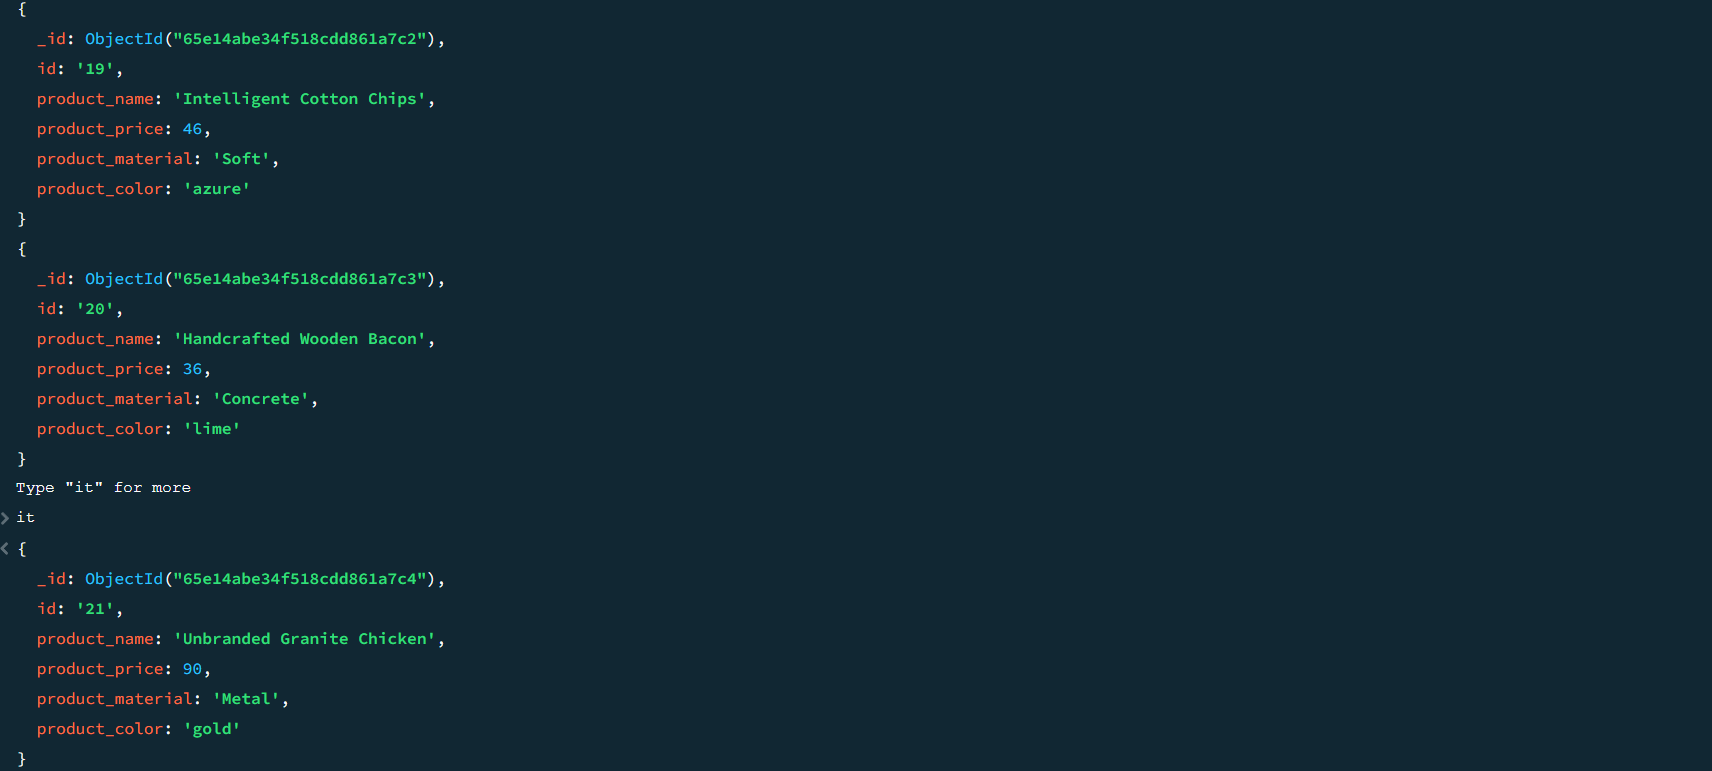 {
_id: ObjectId("65e14abe34f518cdd861a7c2"),
id: '19',
product_name: 'Intelligent Cotton Chips',
product_price: 46,
product_material: 'Soft',
product_color: 'azure'
}
{
_id: ObjectId("65e14abe34f518cdd861a7c3"),
id: '20',
product_name: 'Handcrafted Wooden Bacon',
product_price: 36,
product_material: 'Concrete',
product_color: 'lime'
}
Type "it" for more
> it
< {
_id: ObjectId("65e14abe34f518cdd861a7c4"),
id: '21',
product_name: 'Unbranded Granite Chicken',
product_price: 90,
product_material: 'Metal',
product_color: 'gold'
}